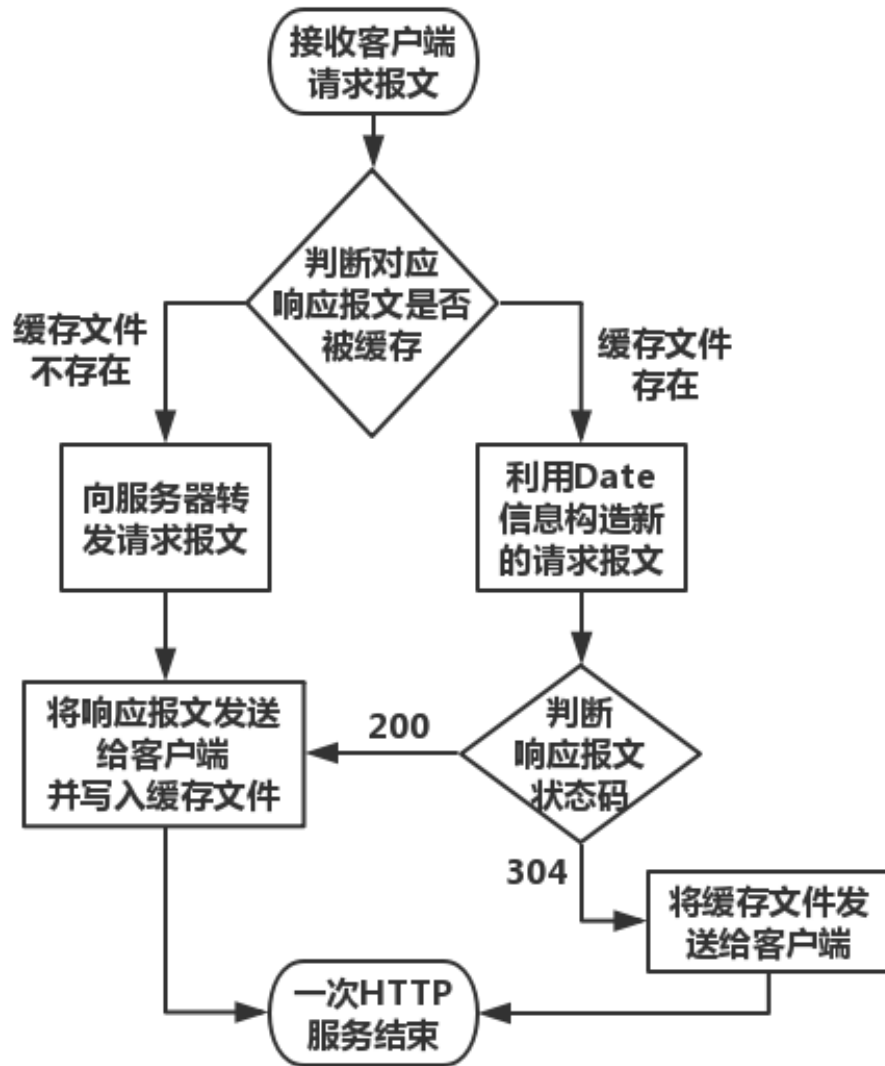 接收客户端
请求报文
判断对应
响应报文是否
被缓存
缓存文件
不存在
缓存文件
存在
向服务器转
发请求报文
利用Date
信息构造新
的请求报文
将响应报文发送
给客户端
并写入缓存文件
200
判断
响应报文
状态码
304
将缓存文件发
送给客户端
一次HTTP
服务结束